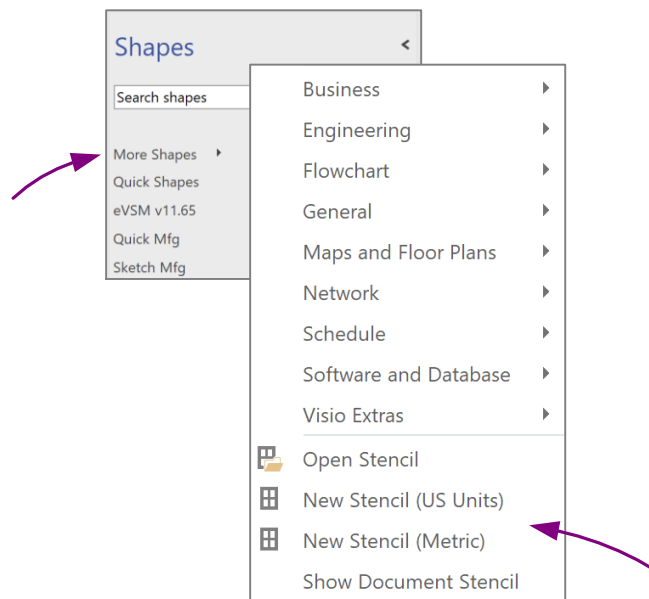 Shapes
Search shapes
More Shapes
Quick Shapes
eVSM v11.65
Quick Mfg
Sketch Mfg
Business
Engineering
Flowchart
General
Maps and Floor Plans
Network
Schedule
Software and Database
Visio Extras
Open Stencil
New Stencil (US Units)
New Stencil (Metric)
Show Document Stencil